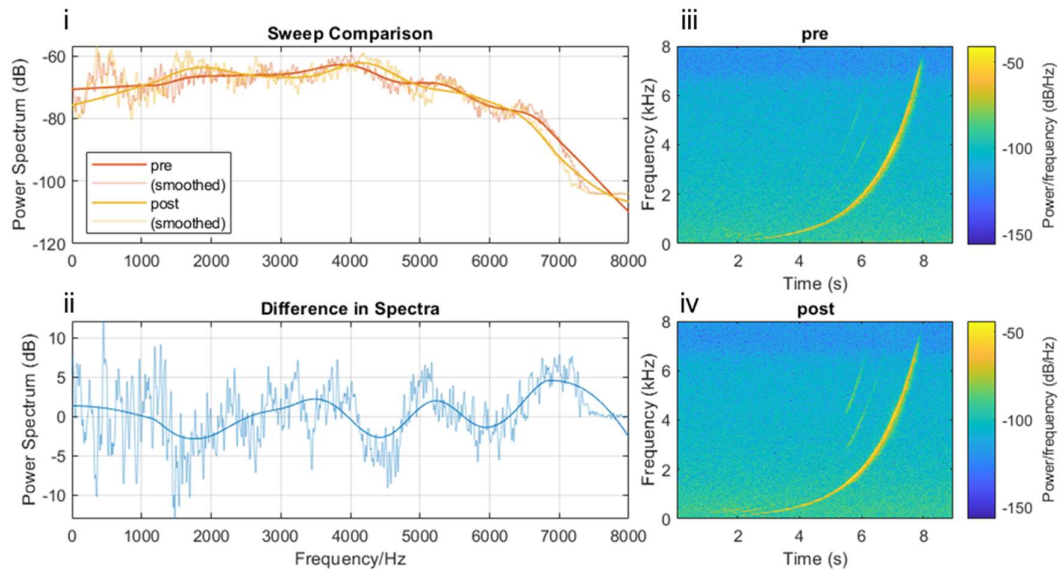 i
Sweep Comparison
-60
-80
-100
-120
Power Spectrum (dB)
pre
(smoothed)
post
(smoothed)
0 1000 2000 3000 4000 5000 6000 7000 8000
ii
Difference in Spectra
10
5
0
-5
-10
Power Spectrum (dB)
0 1000 2000 3000 4000 5000 6000 7000 8000
Frequency/Hz
iii
pre
8
6
4
2
0
Frequency (kHz)
2 4 6 8
Time (s)
-50
-100
-150
Power/frequency (dB/Hz)
iv
post
8
6
4
2
0
Frequency (kHz)
2 4 6 8
Time (s)
-50
-100
-150
Power/frequency (dB/Hz)